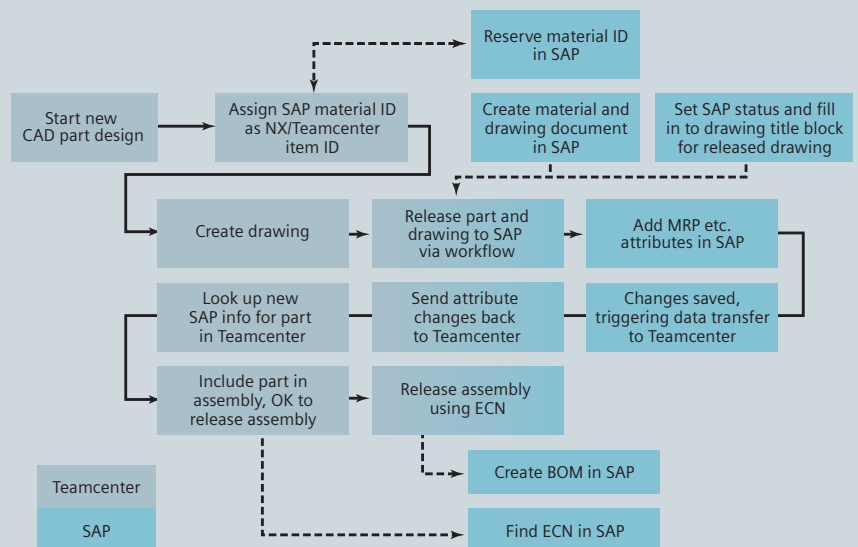 Reserve material ID
in SAP
Start new
CAD part design
Assign SAP material ID
as NX/Teamcenter
item ID
Create material and
drawing document
in SAP
Set SAP status and fill
in to drawing title block
for released drawing
Create drawing
Release part and
drawing to SAP
via workflow
Add MRP etc.
attributes in SAP
Look up new
SAP info for part
in Teamcenter
Send attribute
changes back
to Teamcenter
Changes saved,
triggering data transfer
to Teamcenter
Include part in
assembly, OK to
release assembly
Release assembly
using ECN
Create BOM in SAP
Teamcenter
SAP
Find ECN in SAP